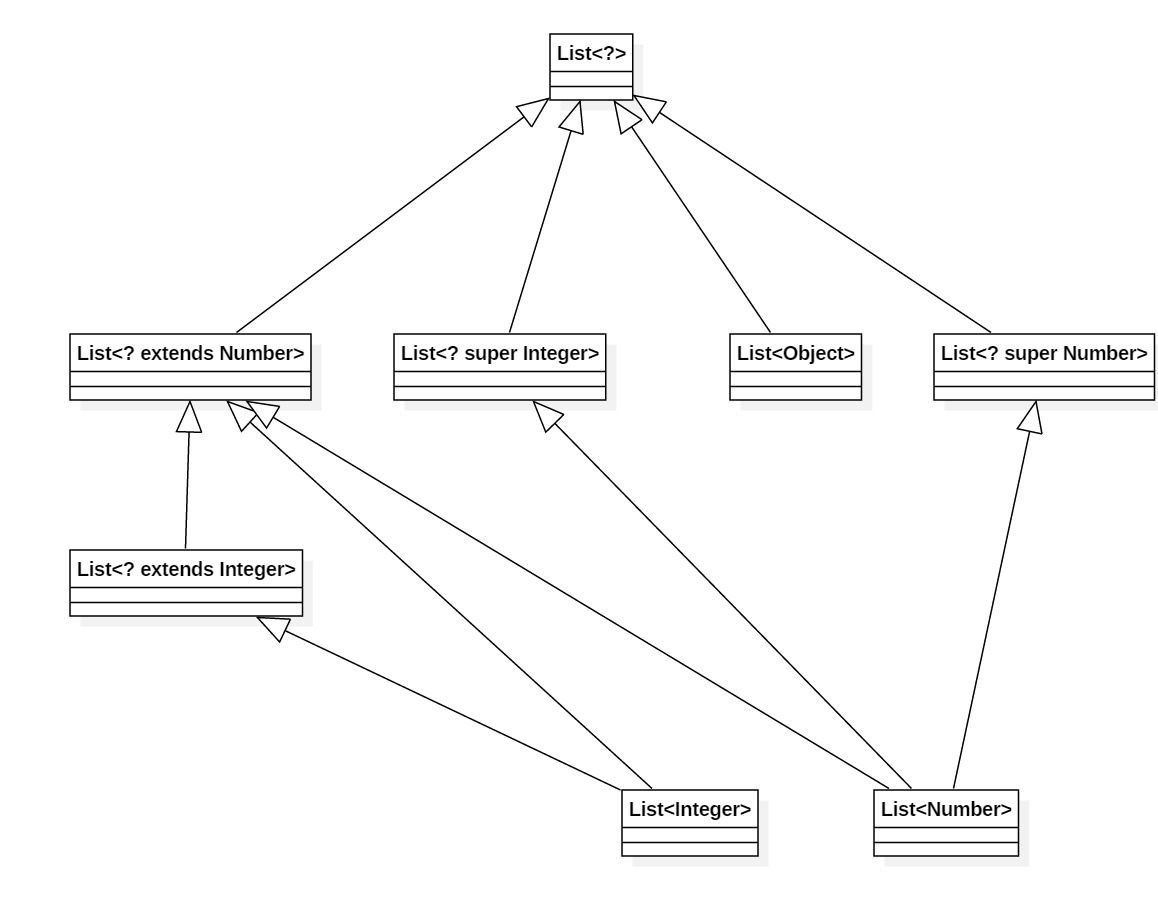 List<?>
List<? extends Number>
List<? super Integer>
List<Object>
List<? super Number>
List<? extends Integer>
List<Integer>
List<Number>